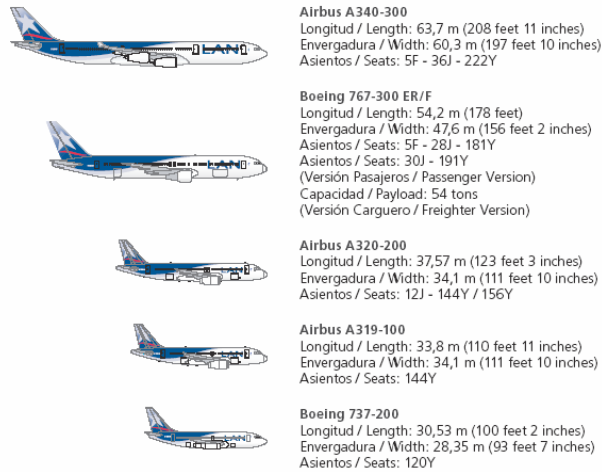 LAN
Airbus A340-300
Longitud / Length: 63,7 m (208 feet 11 inches)
Envergadura / Width: 60,3 m (197 feet 10 inches)
Asientos / Seats: 5F - 36J - 222Y
LAN
Boeing 767-300 ER/F
Longitud / Length: 54,2 m (178 feet)
Envergadura / Width: 47,6 m (156 feet 2 inches)
Asientos / Seats: 5F - 28J - 181Y
Asientos / Seats: 30J - 191Y
(Versión Pasajeros / Passenger Version)
Capacidad / Payload: 54 tons
(Versión Carguero / Freighter Version)
LAN
Airbus A320-200
Longitud / Length: 37,57 m (123 feet 3 inches)
Envergadura / Width: 34,1 m (111 feet 10 inches)
Asientos / Seats: 12J - 144Y / 156Y
LAN
Airbus A319-100
Longitud / Length: 33,8 m (110 feet 11 inches)
Envergadura / Width: 34,1 m (111 feet 10 inches)
Asientos / Seats: 144Y
LAN
Boeing 737-200
Longitud / Length: 30,53 m (100 feet 2 inches)
Envergadura / Width: 28,35 m (93 feet 7 inches)
Asientos / Seats: 120Y